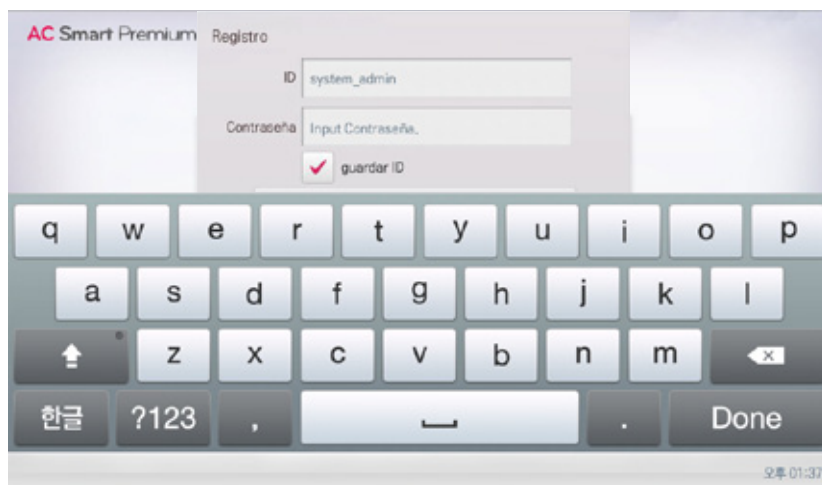 AC Smart Premium
Registro
ID system_admin
Contraseña Input Contraseña.
guardar ID
q w e r t y u i o p
a s d f g h j k l
z x c v b n m
한글 ?123 , . Done
오후 01:37